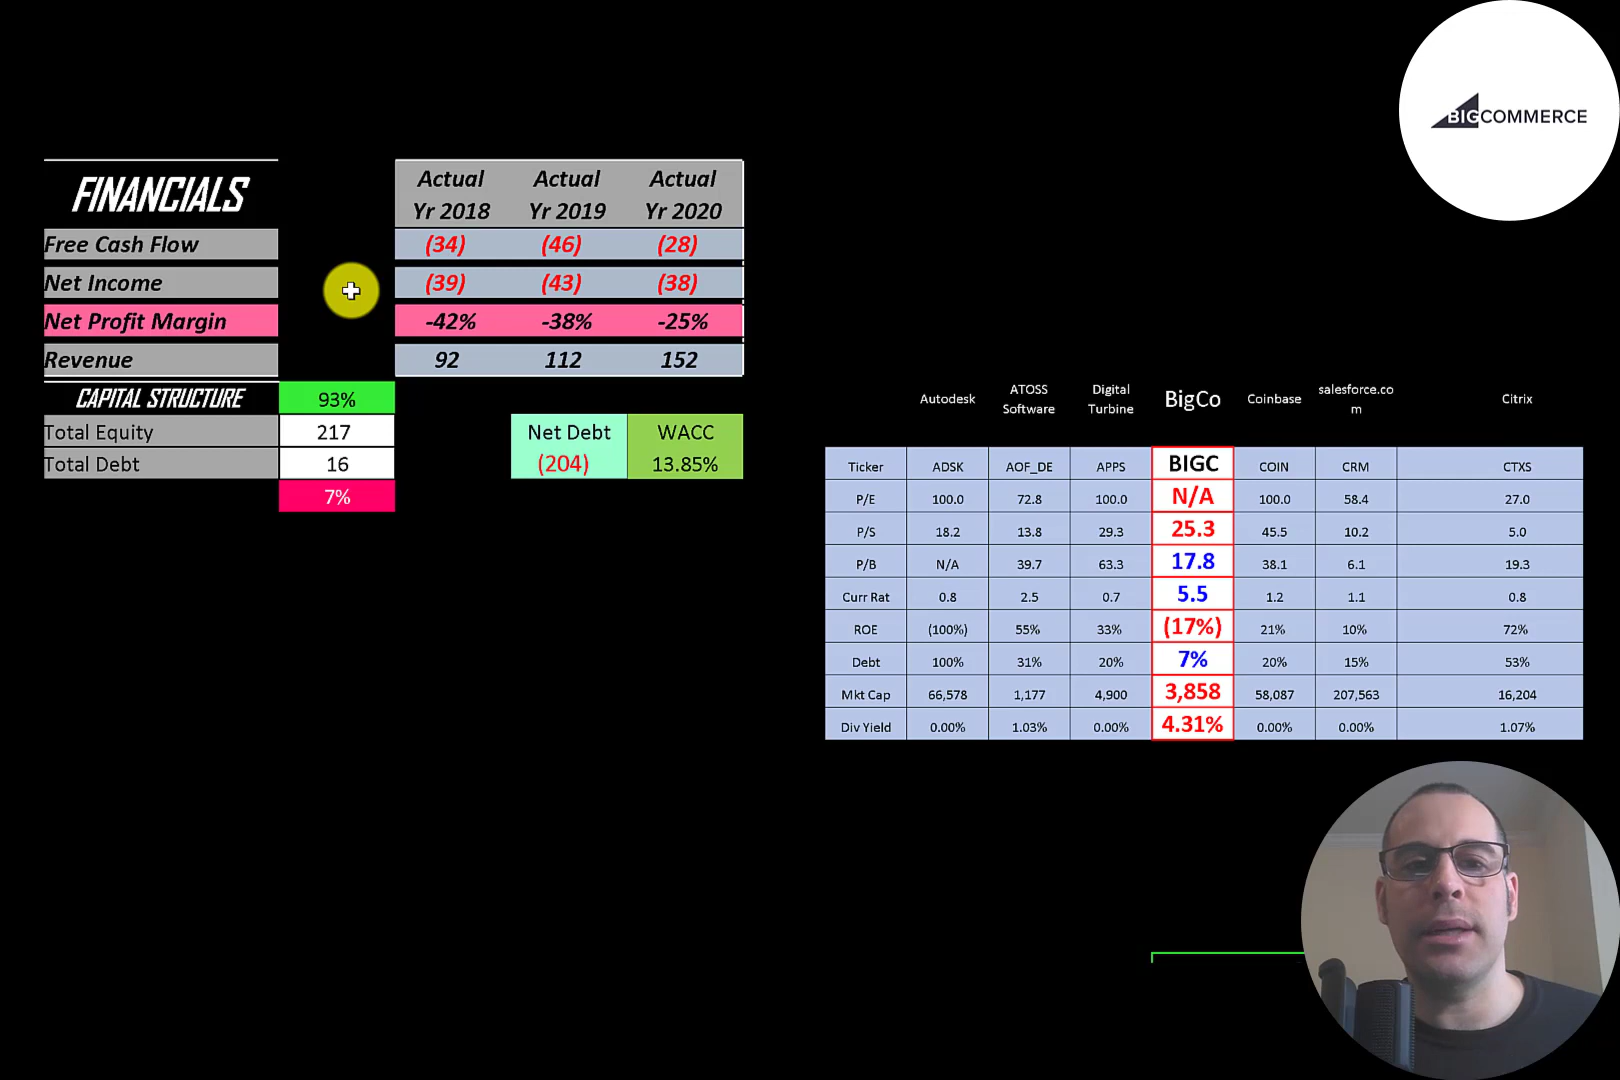 BIGCOMMERCE
FINANCIALS
Actual Actual Actual
Yr 2018 Yr 2019 Yr 2020
Free Cash Flow (34) (46) (28)
Net Income (39) (43) (38)
Net Profit Margin -42% -38% -25%
Revenue 92 112 152
CAPITAL STRUCTURE 93%
Total Equity 217 Net Debt WACC
Total Debt 16 (204) 13.85%
7%
Autodesk ATOSS Software Digital Turbine BigCo Coinbase salesforce.co m Citrix
Ticker ADSK AOF_DE APPS BIGC COIN CRM CTXS
P/E 100.0 72.8 100.0 N/A 100.0 58.4 27.0
P/S 18.2 13.8 29.3 25.3 45.5 10.2 5.0
P/B N/A 39.7 63.3 17.8 38.1 6.1 19.3
Curr Rat 0.8 2.5 0.7 5.5 1.2 1.1 0.8
ROE (100%) 55% 33% (17%) 21% 10% 72%
Debt 100% 31% 20% 7% 20% 15% 53%
Mkt Cap 66,578 1,177 4,900 3,858 58,087 207,563 16,204
Div Yield 0.00% 1.03% 0.00% 4.31% 0.00% 0.00% 1.07%